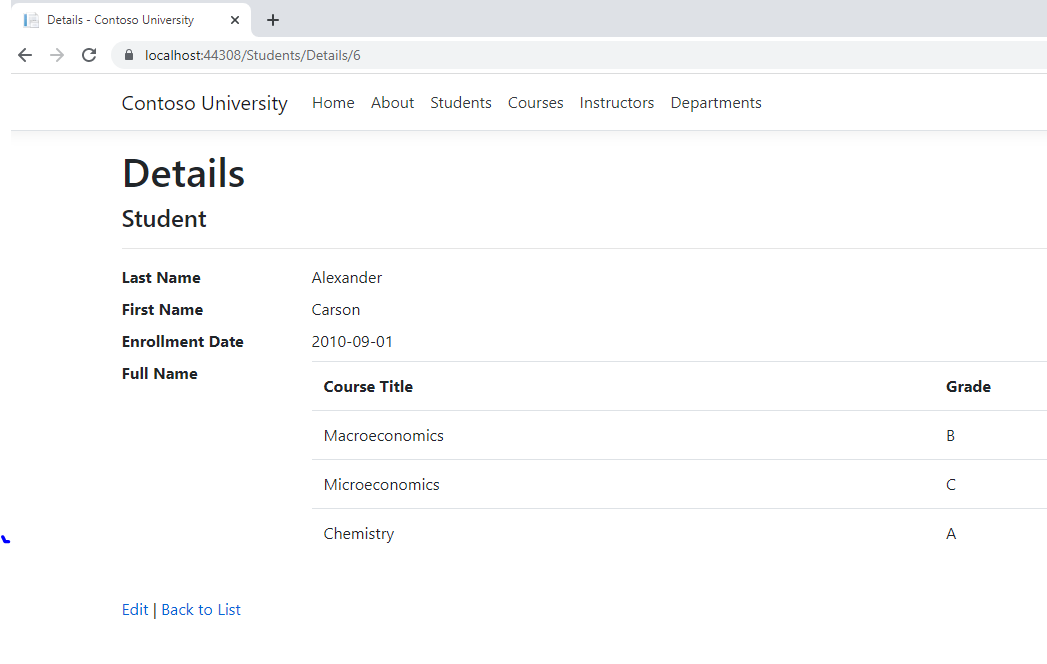 Details - Contoso University
localhost:44308/Students/Details/6
Contoso University Home About Students Courses Instructors Departments
Details
Student
Last Name Alexander
First Name Carson
Enrollment Date 2010-09-01
Full Name
Course Title Grade
Macroeconomics B
Microeconomics C
Chemistry A
Edit | Back to List